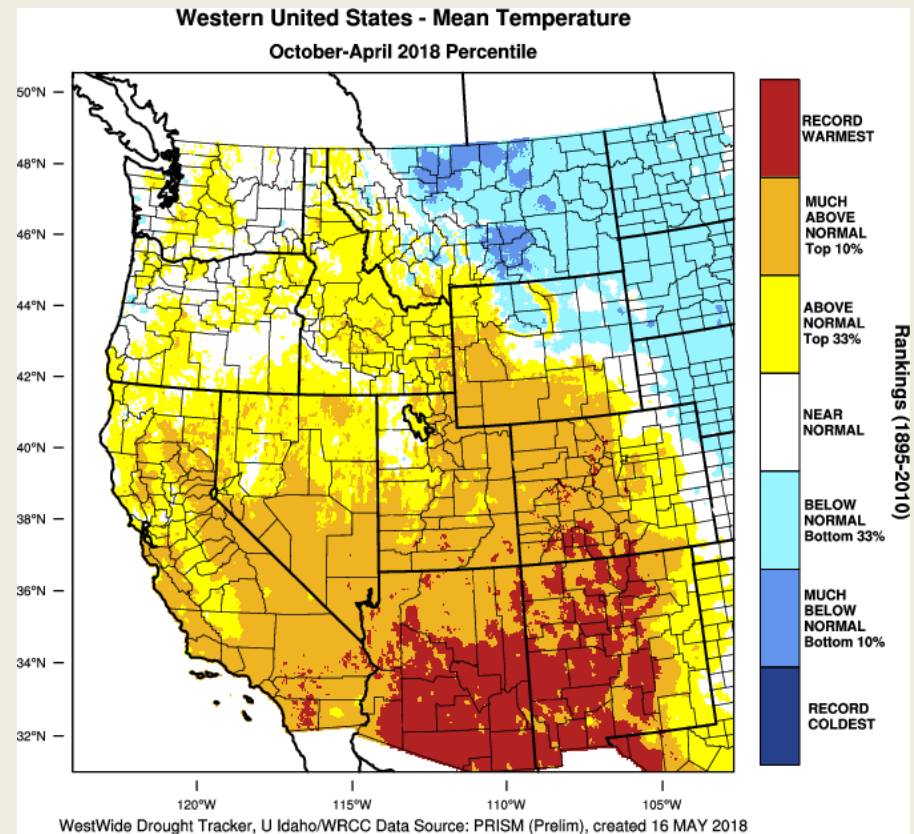 Western United States - Mean Temperature
October-April 2018 Percentile
50°N
48°N
46°N
44°N
42°N
40°N
38°N
36°N
34°N
32°N
120°W
115°W
110°W
105°W
RECORD
WARMEST
MUCH
ABOVE
NORMAL
Top 10%
ABOVE
NORMAL
Top 33%
NEAR
NORMAL
BELOW
NORMAL
Bottom 33%
MUCH
BELOW
NORMAL
Bottom 10%
RECORD
COLDEST
Rankings (1895-2010)
WestWide Drought Tracker, U Idaho/WRCC Data Source: PRISM (Prelim), created 16 MAY 2018